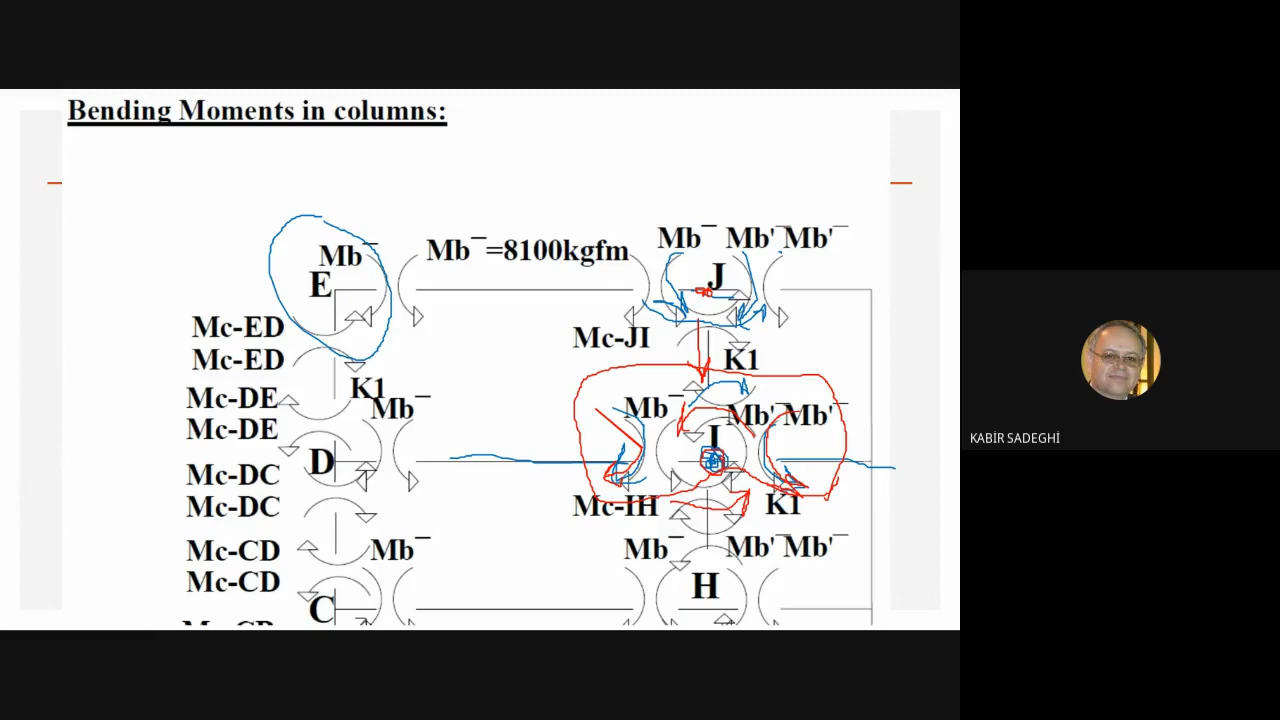 Bending Moments in columns:
Mb¯ Mb¯=8100kgfm Mb¯ Mb'¯ Mb'¯
E J
Mc-ED Mc-JI
Mc-ED K1
K1
Mc-DE Mb¯ Mb¯ Mb'¯ Mb'¯
Mc-DE I
D
Mc-DC
Mc-DC Mc-IH K1
Mc-CD Mb¯ Mb¯ Mb'¯ Mb'¯
Mc-CD H
C
KABİR SADEGHİ